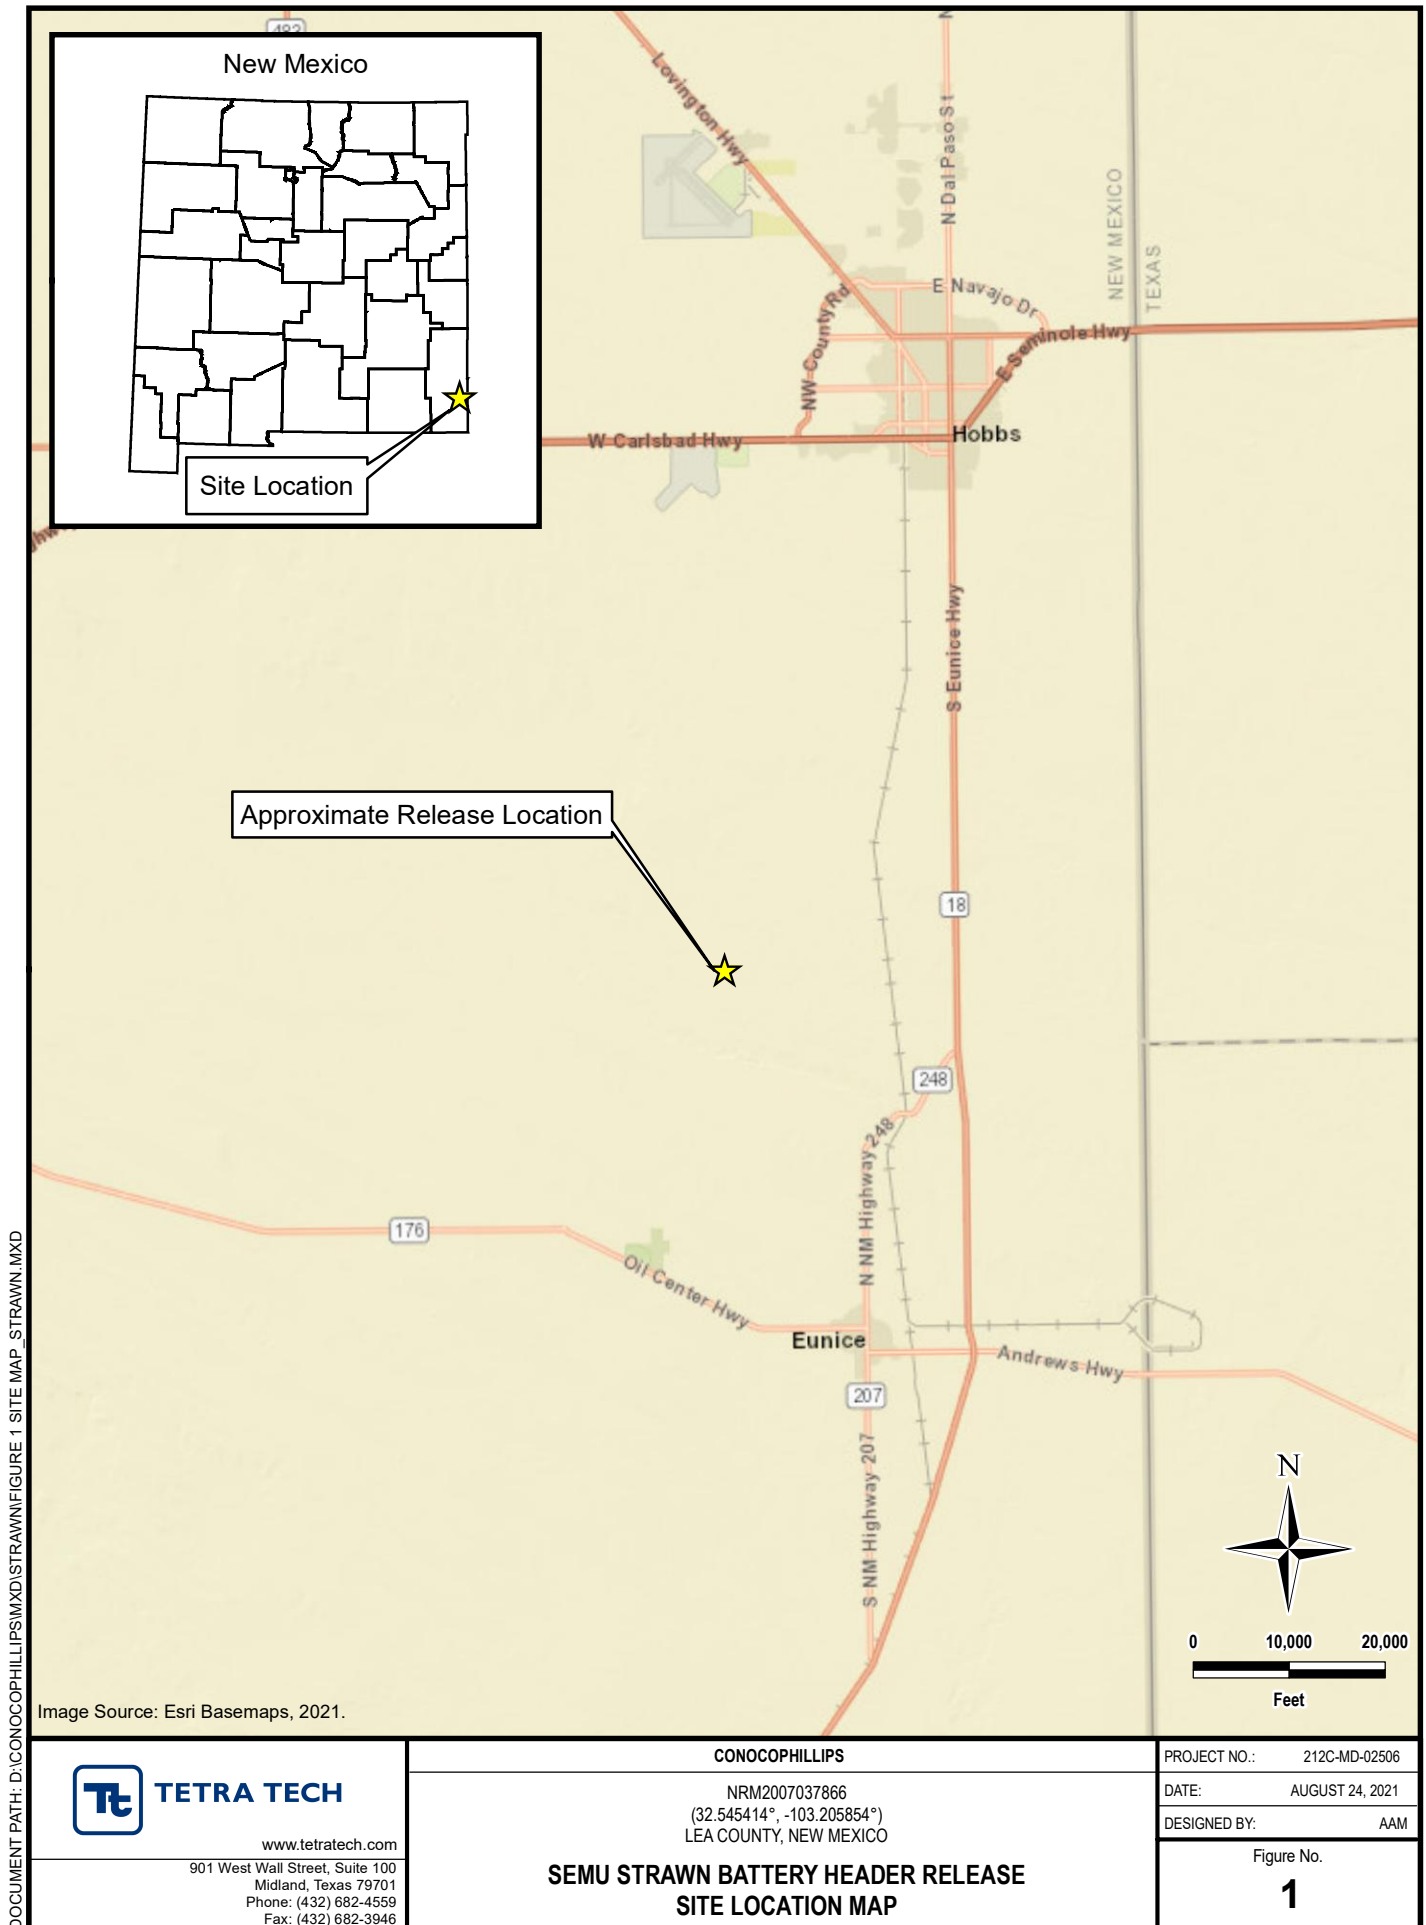 New Mexico
Site Location
Lovington Hwy
N Dal Paso St
NEW MEXICO
TEXAS
E Navajo Dr
NW County Rd
E Seminole Hwy
W Carlsbad Hwy
Hobbs
S Eunice Hwy
Approximate Release Location
18
248
N NM Highway 248
176
Oil Center Hwy
Eunice
Andrews Hwy
207
S NM Highway 207
N
0 10,000 20,000
Feet
Image Source: Esri Basemaps, 2021.
DOCUMENT PATH: D:\CONOCOPHILLIPS\MXD\STRAWN\FIGURE 1 SITE MAP_STRAWN.MXD
Tt TETRA TECH
www.tetratech.com
901 West Wall Street, Suite 100
Midland, Texas 79701
Phone: (432) 682-4559
Fax: (432) 682-3946
CONOCOPHILLIPS
NRM2007037866
(32.545414°, -103.205854°)
LEA COUNTY, NEW MEXICO
SEMU STRAWN BATTERY HEADER RELEASE
SITE LOCATION MAP
PROJECT NO.: 212C-MD-02506
DATE: AUGUST 24, 2021
DESIGNED BY: AAM
Figure No.
1